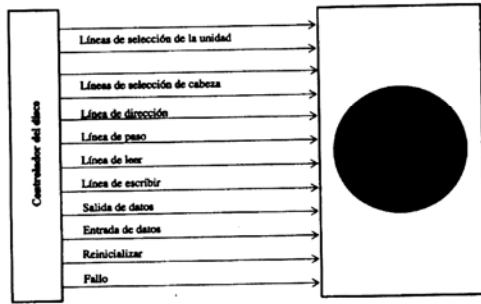 Controlador del disco
Líneas de selección de la unidad
Líneas de selección de cabeza
Línea de dirección
Línea de paso
Línea de leer
Línea de escribir
Salida de datos
Entrada de datos
Reinicializar
Fallo